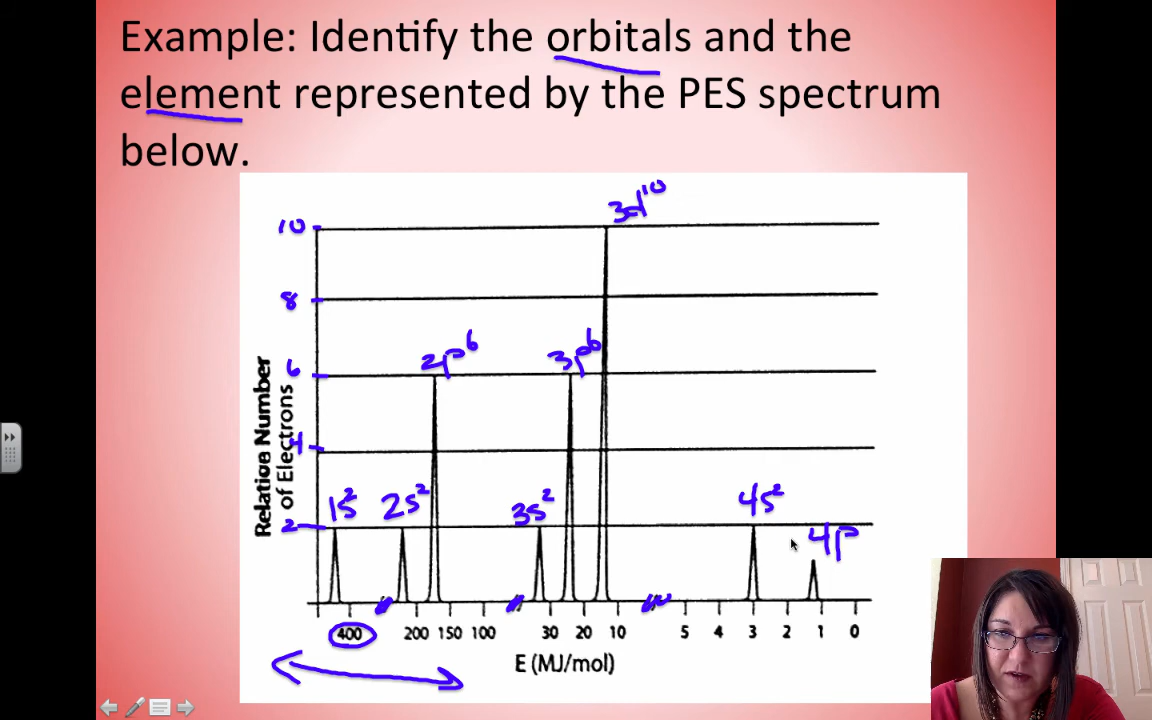 Example: Identify the orbitals and the
element represented by the PES spectrum
below.
3d¹⁰
10
8
2p⁶
3p⁶
6
4
1s²
2s²
3s²
4s²
4p
2
Relative Number
of Electrons
400 200 150 100 30 20 10 5 4 3 2 1 0
E (MJ/mol)